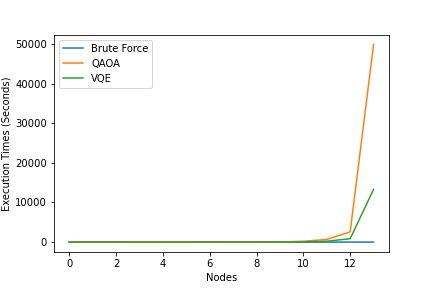 50000
40000
30000
20000
10000
0
Execution Times (Seconds)
Brute Force
QAOA
VQE
0 2 4 6 8 10 12
Nodes